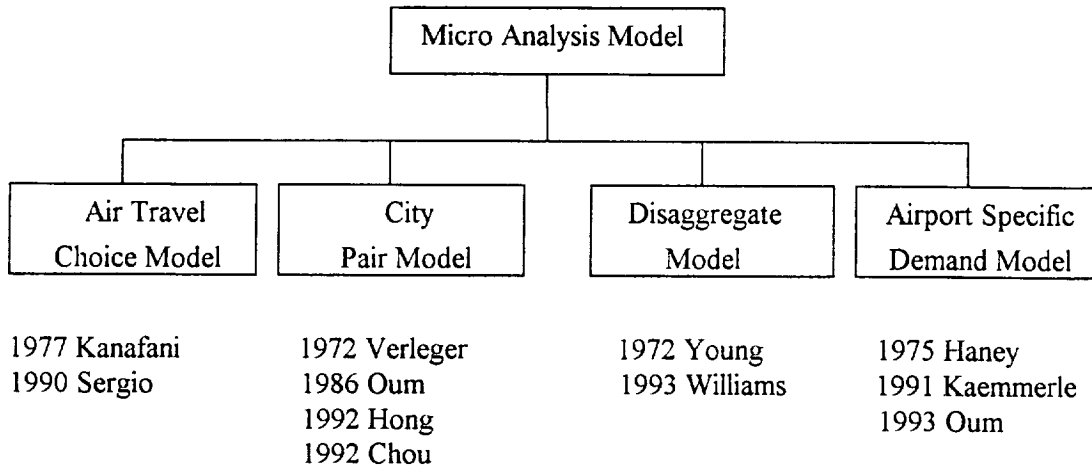 Micro Analysis Model
Air Travel
Choice Model
City
Pair Model
Disaggregate
Model
Airport Specific
Demand Model
1977 Kanafani
1990 Sergio
1972 Verleger
1986 Oum
1992 Hong
1992 Chou
1972 Young
1993 Williams
1975 Haney
1991 Kaemmerle
1993 Oum